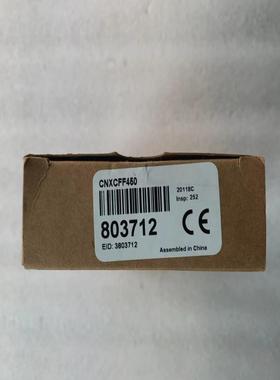 CNXCFF450
20118C
Insp: 252
803712
CE
EID: 3803712
Assembled in China